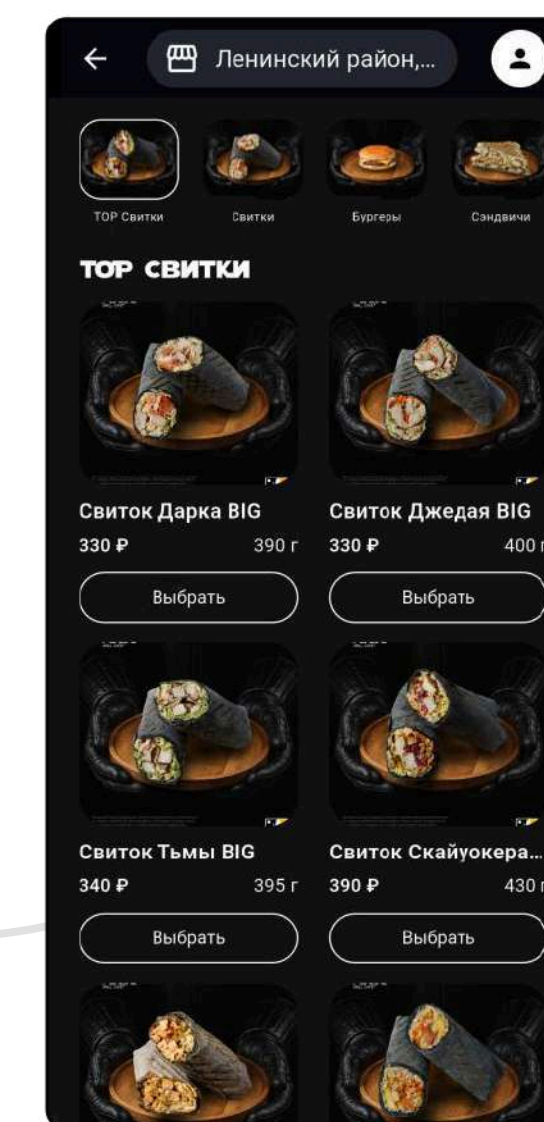 Ленинский район,...
TOP Свитки
Свитки
Бургеры
Сэндвичи
TOP СВИТКИ
Свиток Дарка BIG
Свиток Джедая BIG
330 ₽
390 г
330 ₽
400 г
Выбрать
Выбрать
Свиток Тьмы BIG
Свиток Скайуокера...
340 ₽
395 г
390 ₽
430 г
Выбрать
Выбрать